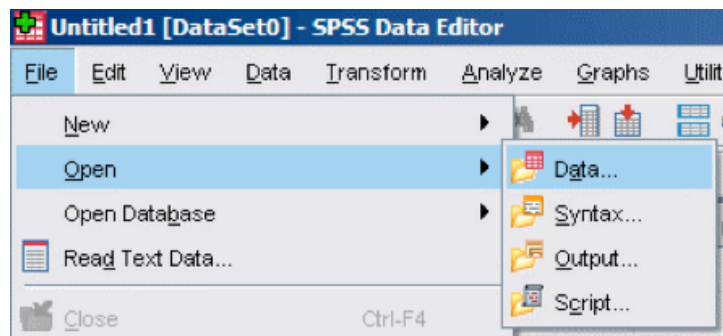 Untitled1 [DataSet0] - SPSS Data Editor
File Edit View Data Transform Analyze Graphs Utilit
New
Open
Data...
Open Database
Syntax...
Read Text Data...
Output...
Close Ctrl-F4
Script...